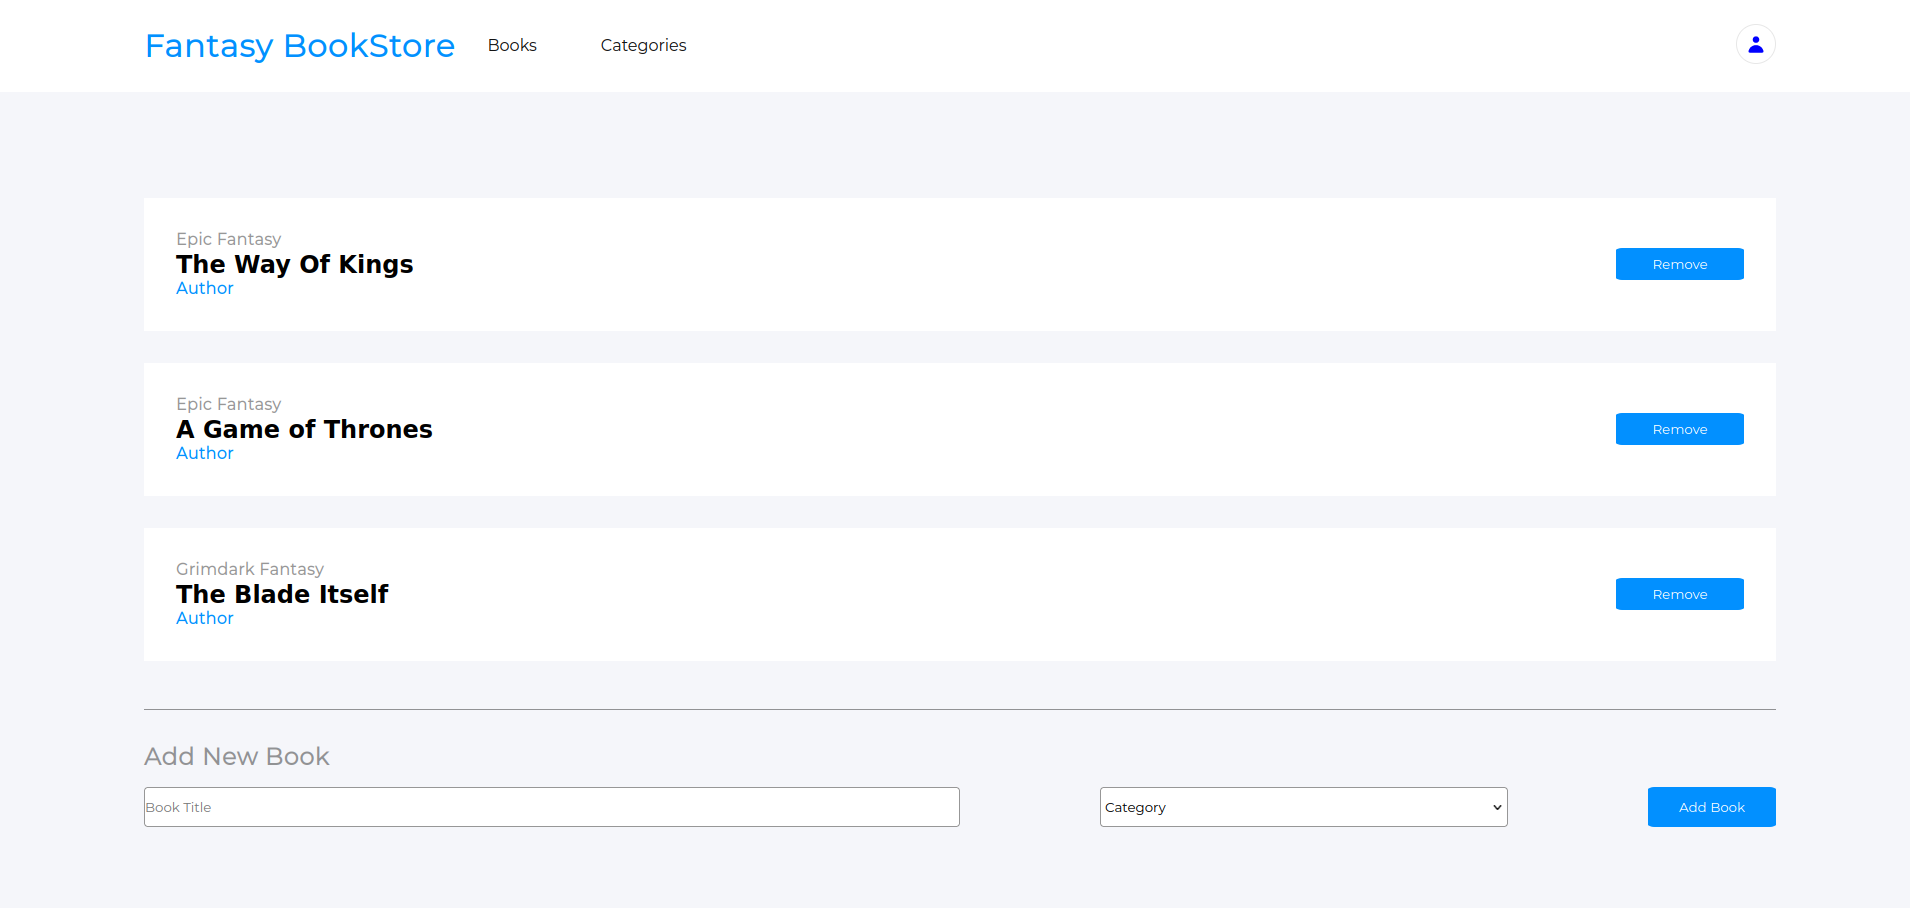 Fantasy BookStore Books Categories
Epic Fantasy
The Way Of Kings
Author
Remove
Epic Fantasy
A Game of Thrones
Author
Remove
Grimdark Fantasy
The Blade Itself
Author
Remove
Add New Book
Book Title Category Add Book